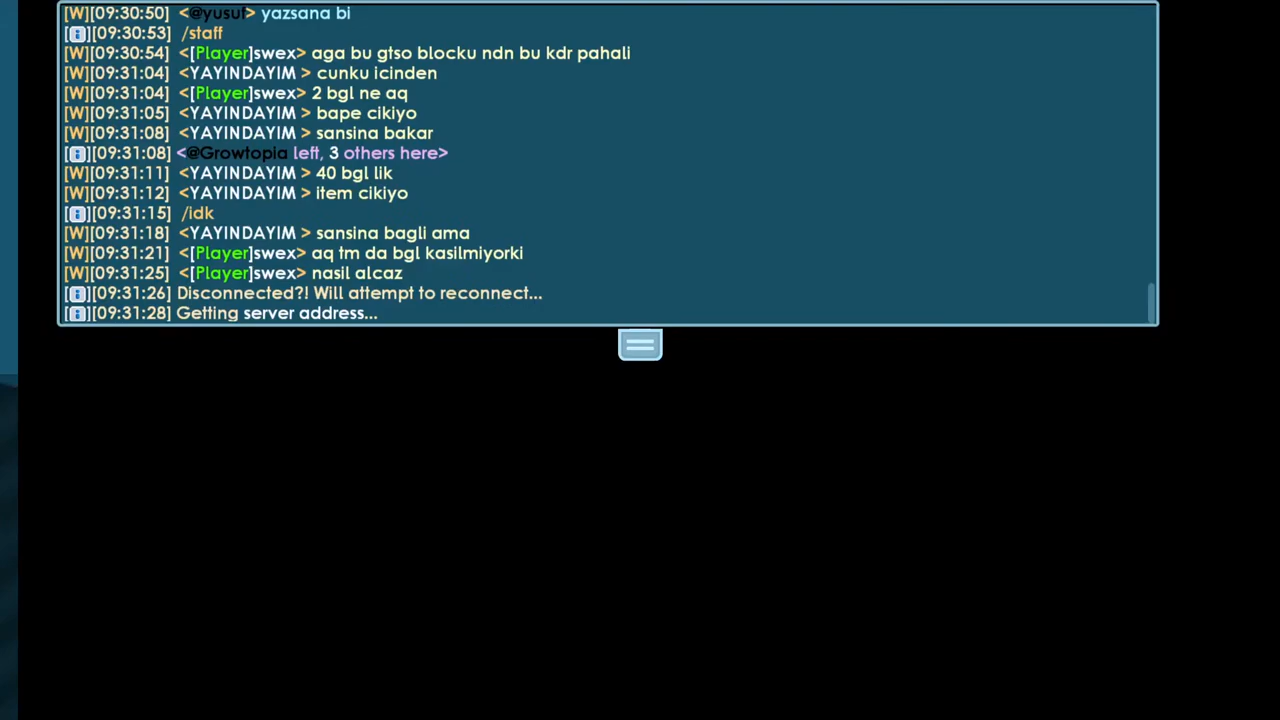 [W][09:30:50] <@yusuf> yazsana bi
[i][09:30:53] /staff
[W][09:30:54] <[Player]swex> aga bu gtso blocku ndn bu kdr pahali
[W][09:31:04] <YAYINDAYIM > cunku icinden
[W][09:31:04] <[Player]swex> 2 bgl ne aq
[W][09:31:05] <YAYINDAYIM > bape cikiyo
[W][09:31:08] <YAYINDAYIM > sansina bakar
[i][09:31:08] <@Growtopia left, 3 others here>
[W][09:31:11] <YAYINDAYIM > 40 bgl lik
[W][09:31:12] <YAYINDAYIM > item cikiyo
[i][09:31:15] /idk
[W][09:31:18] <YAYINDAYIM > sansina bagli ama
[W][09:31:21] <[Player]swex> aq tm da bgl kasilmiyorki
[W][09:31:25] <[Player]swex> nasil alcaz
[i][09:31:26] Disconnected?! Will attempt to reconnect...
[i][09:31:28] Getting server address...